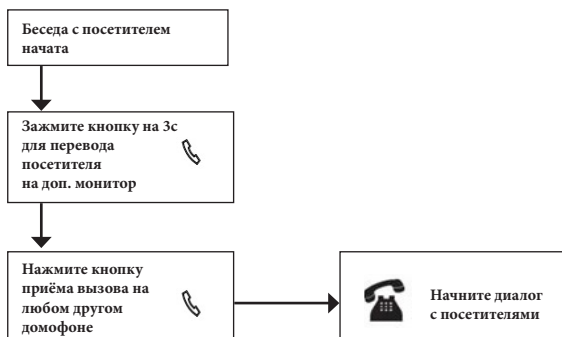 Беседа с посетителем
начата
Зажмите кнопку на 3с
для перевода
посетителя
на доп. монитор
Нажмите кнопку
приёма вызова на
любом другом
домофоне
Начните диалог
с посетителями